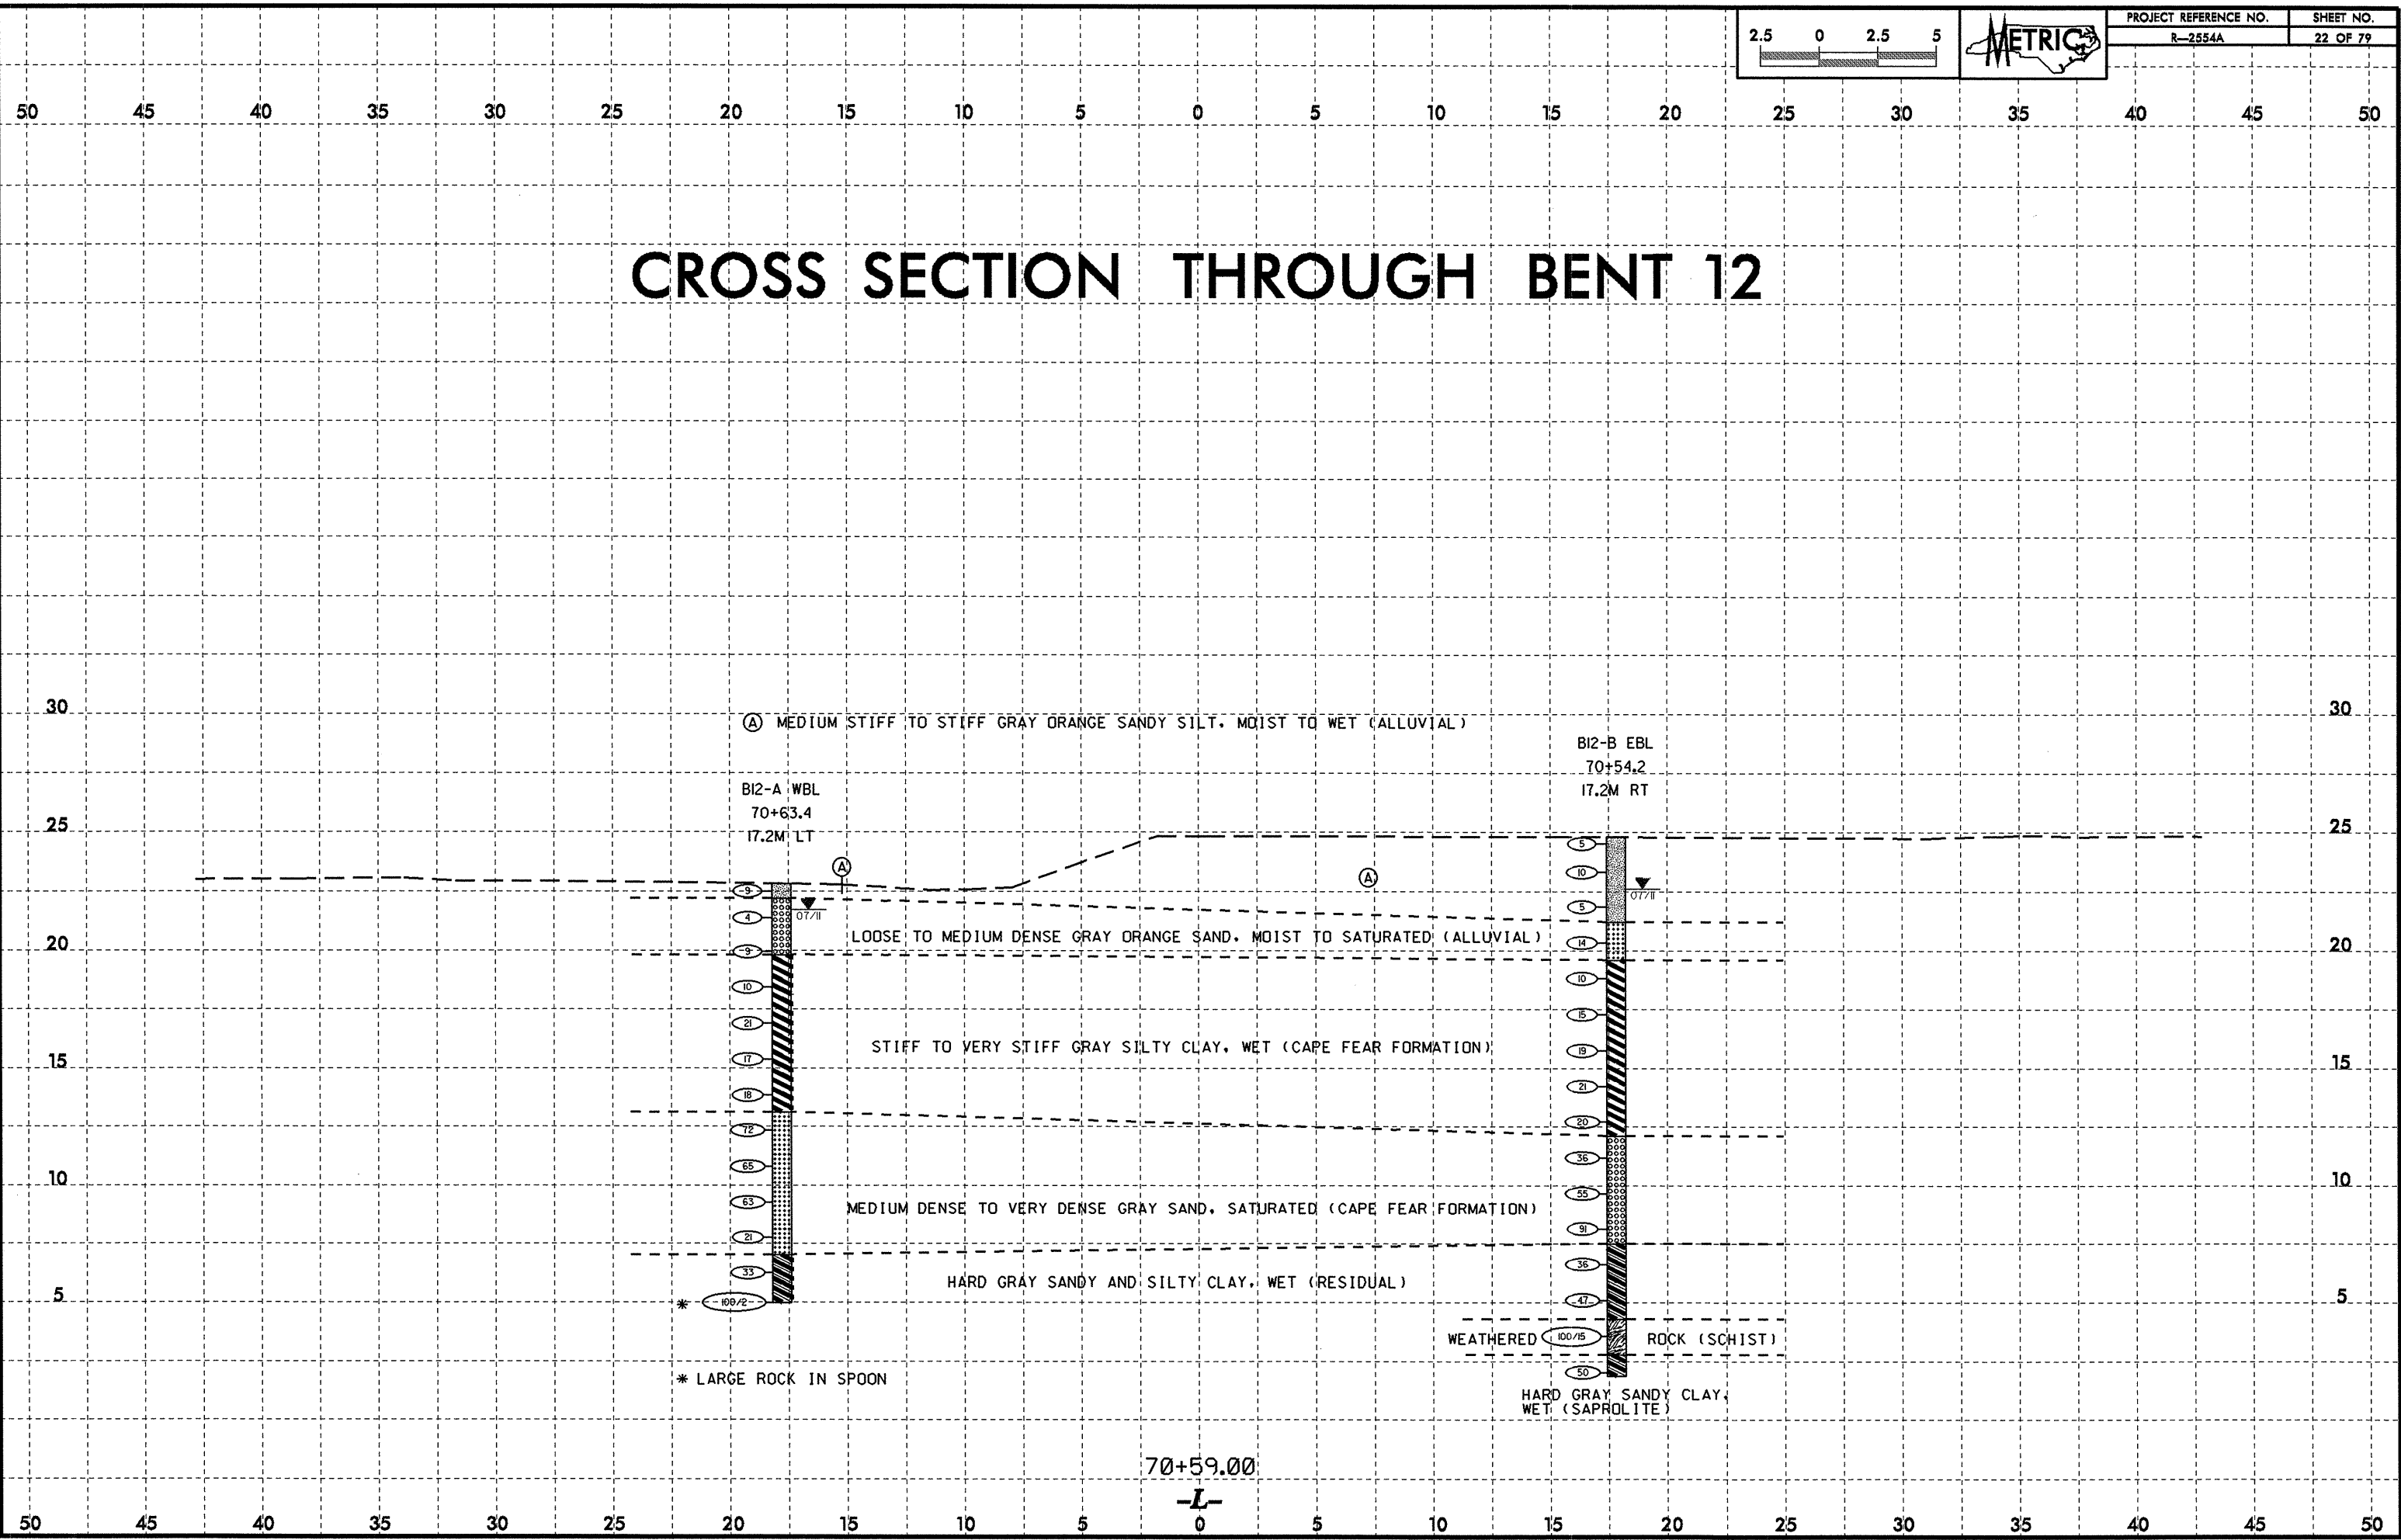 PROJECT REFERENCE NO. SHEET NO.
R-2554A 22 OF 79
2.5 0 2.5 5
METRIC
50 45 40 35 30 25 20 15 10 5 0 5 10 15 20 25 30 35 40 45 50
CROSS SECTION THROUGH BENT 12
30 30
Ⓐ MEDIUM STIFF TO STIFF GRAY ORANGE SANDY SILT, MOIST TO WET (ALLUVIAL)
B12-B EBL
70+54.2
17.2M RT
B12-A WBL
70+63.4
17.2M LT
25 25
5
A
10
A
9
07/11
5
4
07/11
LOOSE TO MEDIUM DENSE GRAY ORANGE SAND, MOIST TO SATURATED (ALLUVIAL)
14
20 20
9
10
10
15
21
STIFF TO VERY STIFF GRAY SILTY CLAY, WET (CAPE FEAR FORMATION)
19
17
15 15
21
18
20
72
36
65
10 10
55
63
MEDIUM DENSE TO VERY DENSE GRAY SAND, SATURATED (CAPE FEAR FORMATION)
91
21
36
33
HARD GRAY SANDY AND SILTY CLAY, WET (RESIDUAL)
5 5
* 100/2
47
WEATHERED 100/15 ROCK (SCHIST)
50
* LARGE ROCK IN SPOON
HARD GRAY SANDY CLAY,
WET (SAPROLITE)
70+59.00
-L-
50 45 40 35 30 25 20 15 10 5 0 5 10 15 20 25 30 35 40 45 50